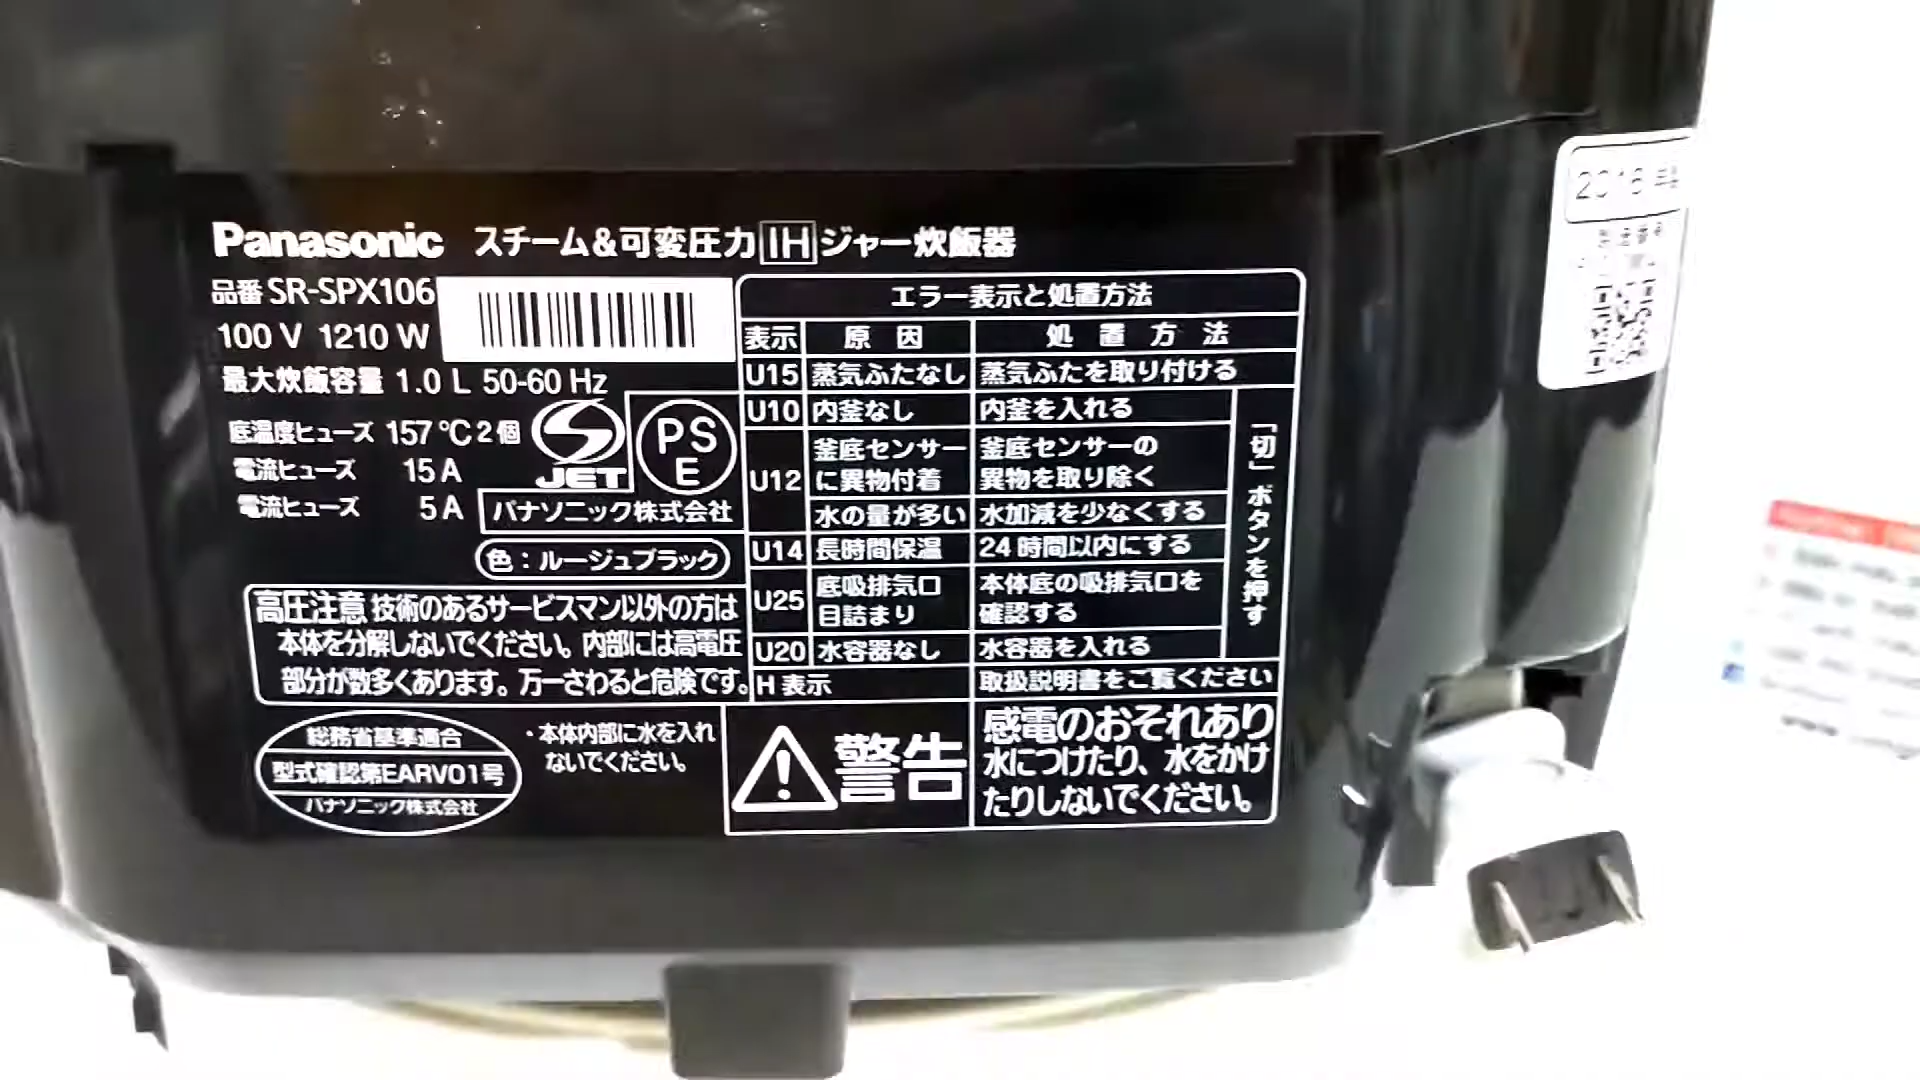 Panasonic スチーム&可変圧力IHジャー炊飯器
品番 SR-SPX106
100 V 1210 W
最大炊飯容量 1.0 L 50-60 Hz
底温度ヒューズ 157 ℃ 2個
電流ヒューズ 15 A
電流ヒューズ 5 A
JET
PS
E
パナソニック株式会社
色:ルージュブラック
高圧注意 技術のあるサービスマン以外の方は
本体を分解しないでください。内部には高電圧
部分が数多くあります。万一さわると危険です。
総務省基準適合
型式確認第EARV01号
パナソニック株式会社
・本体内部に水を入れ
ないでください。
エラー表示と処置方法
表示 原因 処置方法
U15 蒸気ふたなし 蒸気ふたを取り付ける
U10 内釜なし 内釜を入れる
U12 釜底センサー 釜底センサーの
に異物付着 異物を取り除く
水の量が多い 水加減を少なくする
U14 長時間保温 24時間以内にする
U25 底吸排気口 本体底の吸排気口を
目詰まり 確認する
U20 水容器なし 水容器を入れる
「切」ボタンを押す
H 表示 取扱説明書をご覧ください
警告
感電のおそれあり
水につけたり、水をかけ
たりしないでください。
2016